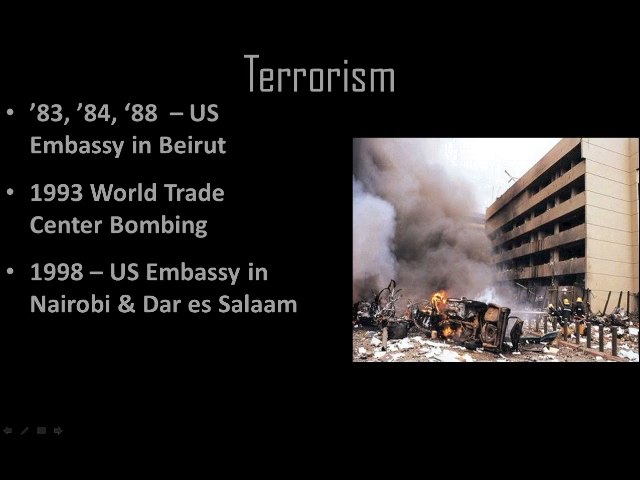 Terrorism
• ’83, ’84, ‘88 – US
Embassy in Beirut
• 1993 World Trade
Center Bombing
• 1998 – US Embassy in
Nairobi & Dar es Salaam